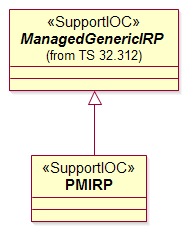 «SupportIOC»
ManagedGenericIRP
(from TS 32.312)
«SupportIOC»
PMIRP